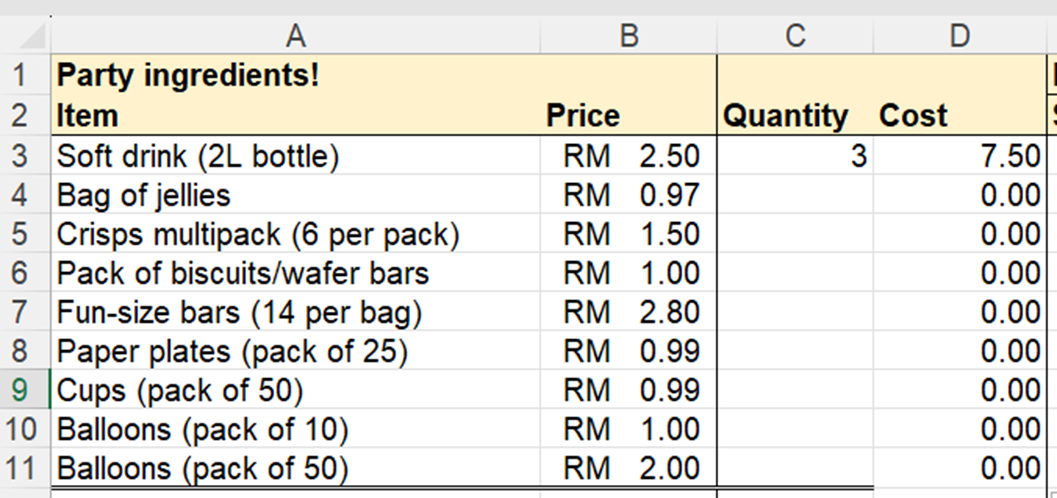 A B C D
1 Party ingredients!
2 Item Price Quantity Cost
3 Soft drink (2L bottle) RM 2.50 3 7.50
4 Bag of jellies RM 0.97 0.00
5 Crisps multipack (6 per pack) RM 1.50 0.00
6 Pack of biscuits/wafer bars RM 1.00 0.00
7 Fun-size bars (14 per bag) RM 2.80 0.00
8 Paper plates (pack of 25) RM 0.99 0.00
9 Cups (pack of 50) RM 0.99 0.00
10 Balloons (pack of 10) RM 1.00 0.00
11 Balloons (pack of 50) RM 2.00 0.00